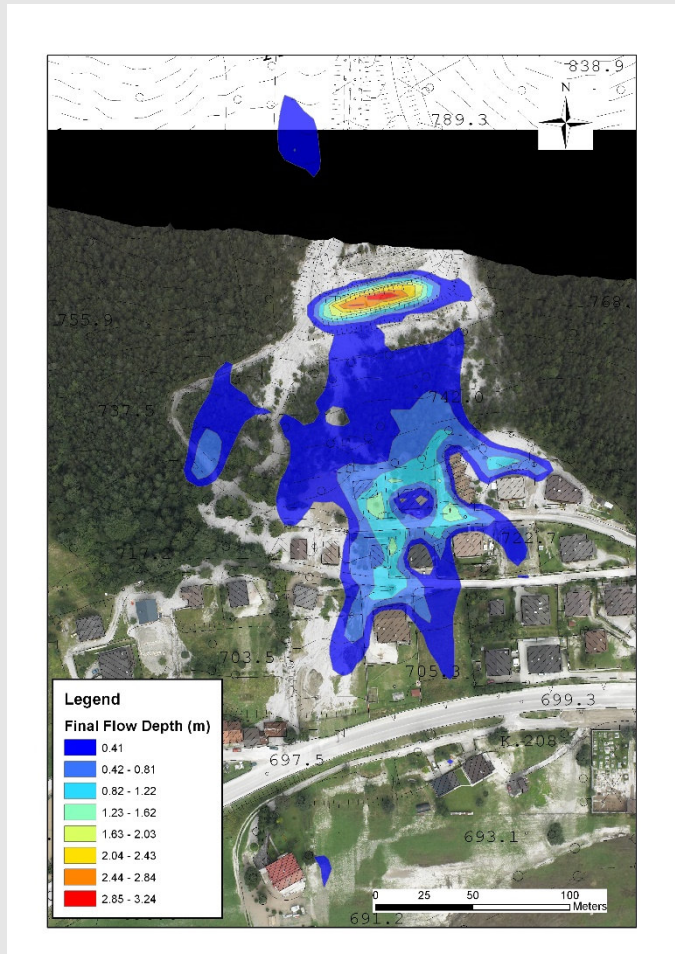 838.9
N
789.3
755.9
742.0
737.5
722.7
703.5
705.3
699.3
K.208
697.5
693.1
691.2
Legend
Final Flow Depth (m)
0.41
0.42 - 0.81
0.82 - 1.22
1.23 - 1.62
1.63 - 2.03
2.04 - 2.43
2.44 - 2.84
2.85 - 3.24
0 25 50 100
Meters